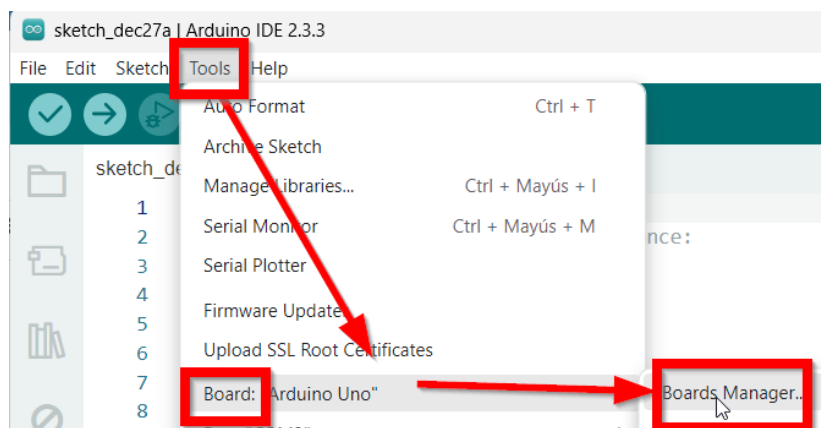 sketch_dec27a | Arduino IDE 2.3.3
File Edit Sketch Tools Help
Auto Format Ctrl + T
Archive Sketch
sketch_de
Manage Libraries... Ctrl + Mayús + I
1
Serial Monitor Ctrl + Mayús + M
2 nce:
3 Serial Plotter
4
Firmware Updater
5
6 Upload SSL Root Certificates
7
Board: "Arduino Uno" Boards Manager...
8